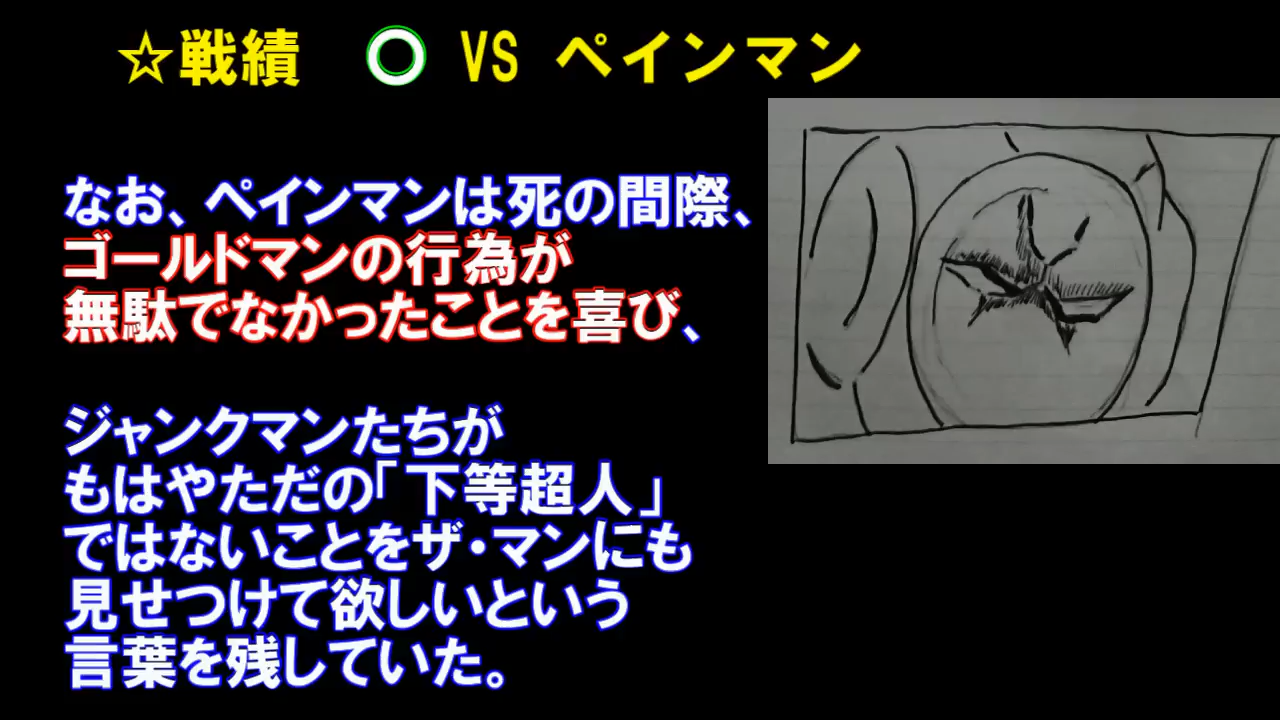 ☆戦績 ○ VS ペインマン
なお、ペインマンは死の間際、
ゴールドマンの行為が
無駄でなかったことを喜び、
ジャンクマンたちが
もはやただの「下等超人」
ではないことをザ・マンにも
見せつけて欲しいという
言葉を残していた。